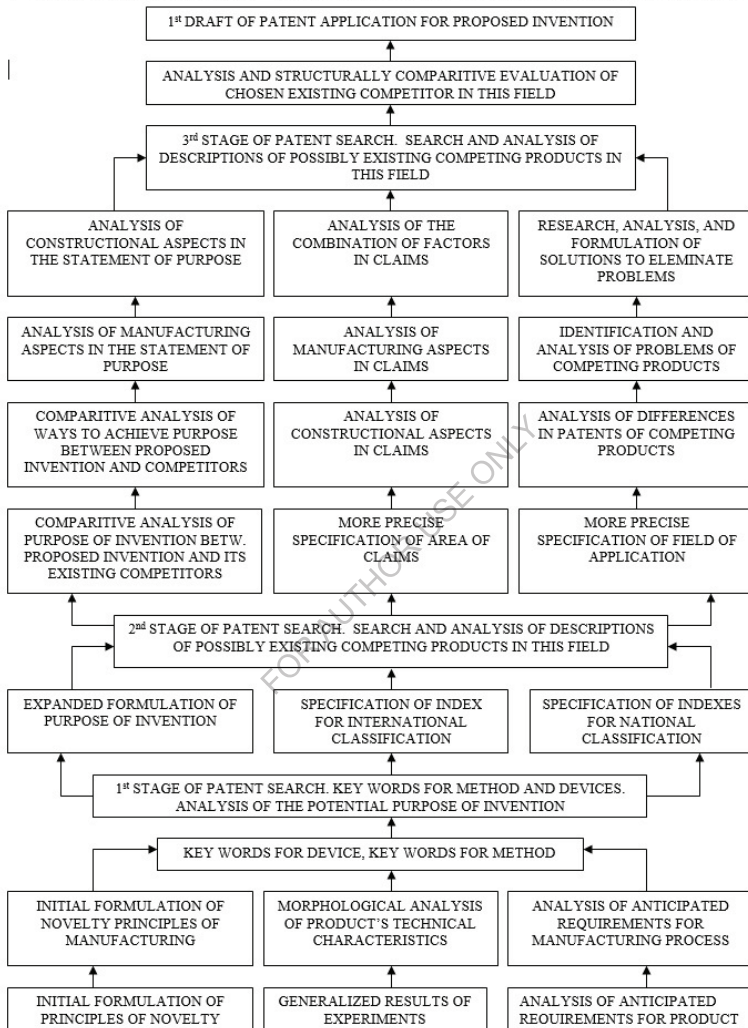 1st DRAFT OF PATENT APPLICATION FOR PROPOSED INVENTION
ANALYSIS AND STRUCTURALLY COMPARITIVE EVALUATION OF
CHOSEN EXISTING COMPETITOR IN THIS FIELD
3rd STAGE OF PATENT SEARCH. SEARCH AND ANALYSIS OF
DESCRIPTIONS OF POSSIBLY EXISTING COMPETING PRODUCTS IN
THIS FIELD
ANALYSIS OF
CONSTRUCTIONAL ASPECTS IN
THE STATEMENT OF PURPOSE
ANALYSIS OF THE
COMBINATION OF FACTORS
IN CLAIMS
RESEARCH, ANALYSIS, AND
FORMULATION OF
SOLUTIONS TO ELEMINATE
PROBLEMS
ANALYSIS OF MANUFACTURING
ASPECTS IN THE STATEMENT OF
PURPOSE
ANALYSIS OF
MANUFACTURING ASPECTS
IN CLAIMS
IDENTIFICATION AND
ANALYSIS OF PROBLEMS OF
COMPETING PRODUCTS
COMPARITIVE ANALYSIS OF
WAYS TO ACHIEVE PURPOSE
BETWEEN PROPOSED
INVENTION AND COMPETITORS
ANALYSIS OF
CONSTRUCTIONAL ASPECTS
IN CLAIMS
ANALYSIS OF DIFFERENCES
IN PATENTS OF COMPETING
PRODUCTS
COMPARITIVE ANALYSIS OF
PURPOSE OF INVENTION BETW.
PROPOSED INVENTION AND ITS
EXISTING COMPETITORS
MORE PRECISE
SPECIFICATION OF AREA OF
CLAIMS
MORE PRECISE
SPECIFICATION OF FIELD OF
APPLICATION
2nd STAGE OF PATENT SEARCH. SEARCH AND ANALYSIS OF DESCRIPTIONS
OF POSSIBLY EXISTING COMPETING PRODUCTS IN THIS FIELD
EXPANDED FORMULATION OF
PURPOSE OF INVENTION
SPECIFICATION OF INDEX
FOR INTERNATIONAL
CLASSIFICATION
SPECIFICATION OF INDEXES
FOR NATIONAL
CLASSIFICATION
1st STAGE OF PATENT SEARCH. KEY WORDS FOR METHOD AND DEVICES.
ANALYSIS OF THE POTENTIAL PURPOSE OF INVENTION
KEY WORDS FOR DEVICE, KEY WORDS FOR METHOD
INITIAL FORMULATION OF
NOVELTY PRINCIPLES OF
MANUFACTURING
MORPHOLOGICAL ANALYSIS
OF PRODUCT'S TECHNICAL
CHARACTERISTICS
ANALYSIS OF ANTICIPATED
REQUIREMENTS FOR
MANUFACTURING PROCESS
INITIAL FORMULATION OF
PRINCIPLES OF NOVELTY
GENERALIZED RESULTS OF
EXPERIMENTS
ANALYSIS OF ANTICIPATED
REQUIREMENTS FOR PRODUCT
FOR AUTHOR USE ONLY